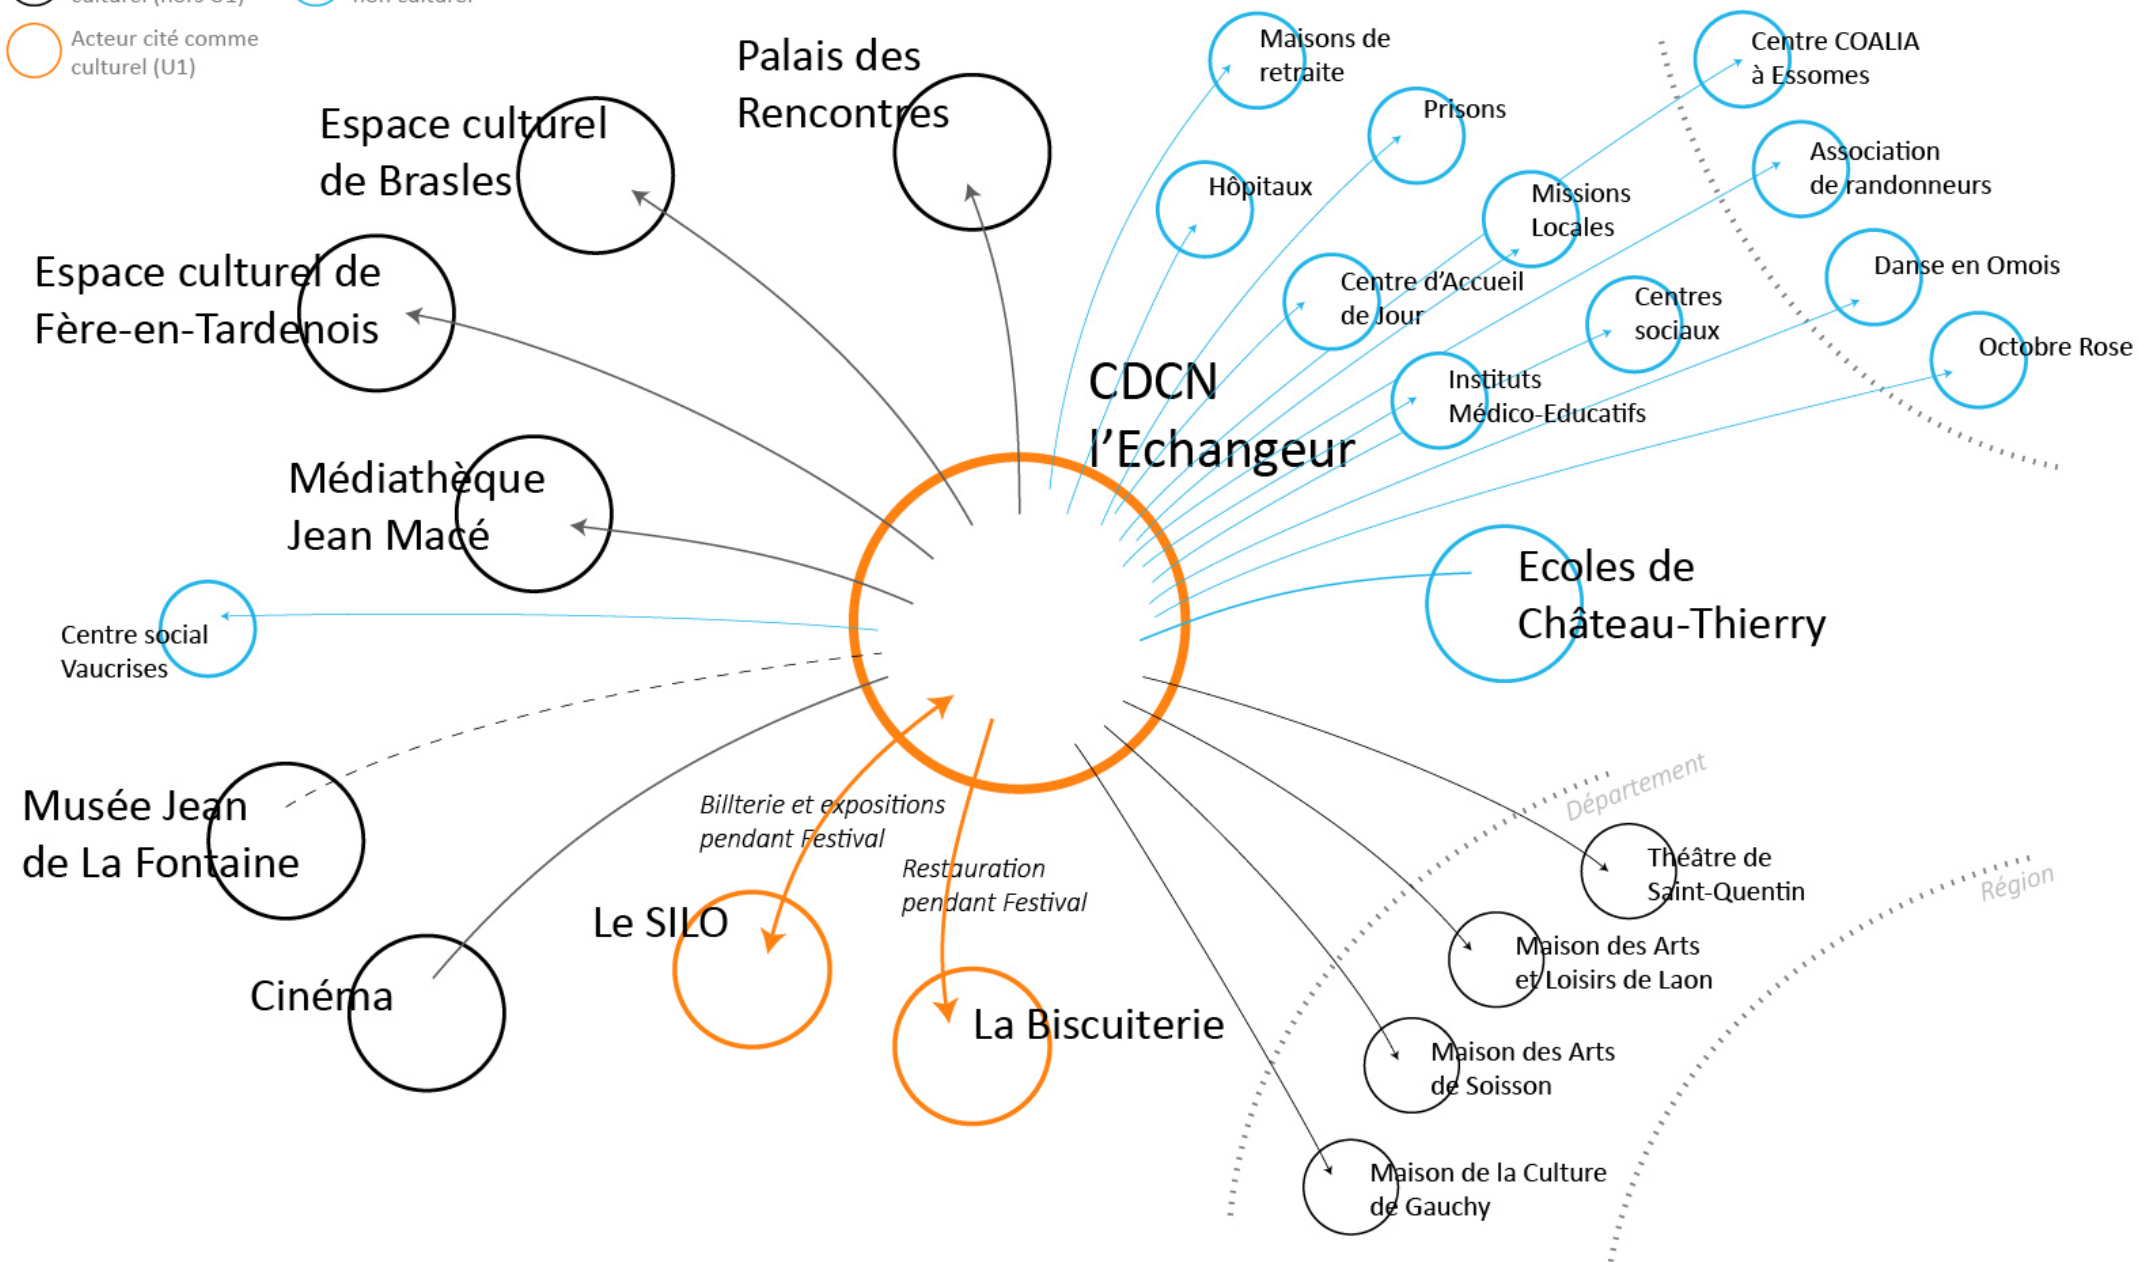 culturel (hors U1)
non culturel
Acteur cité comme
culturel (U1)
Palais des
Rencontres
Espace culturel
de Brasles
Espace culturel de
Fère-en-Tardenois
Médiathèque
Jean Macé
Centre social
Vaucrises
Musée Jean
de La Fontaine
Cinéma
Le SILO
La Biscuiterie
Billterie et expositions
pendant Festival
Restauration
pendant Festival
CDCN
l'Echangeur
Maisons de
retraite
Prisons
Hôpitaux
Missions
Locales
Centre d'Accueil
de Jour
Centres
sociaux
Instituts
Médico-Educatifs
Centre COALIA
à Essomes
Association
de randonneurs
Danse en Omois
Octobre Rose
Ecoles de
Château-Thierry
Département
Région
Théâtre de
Saint-Quentin
Maison des Arts
et Loisirs de Laon
Maison des Arts
de Soisson
Maison de la Culture
de Gauchy